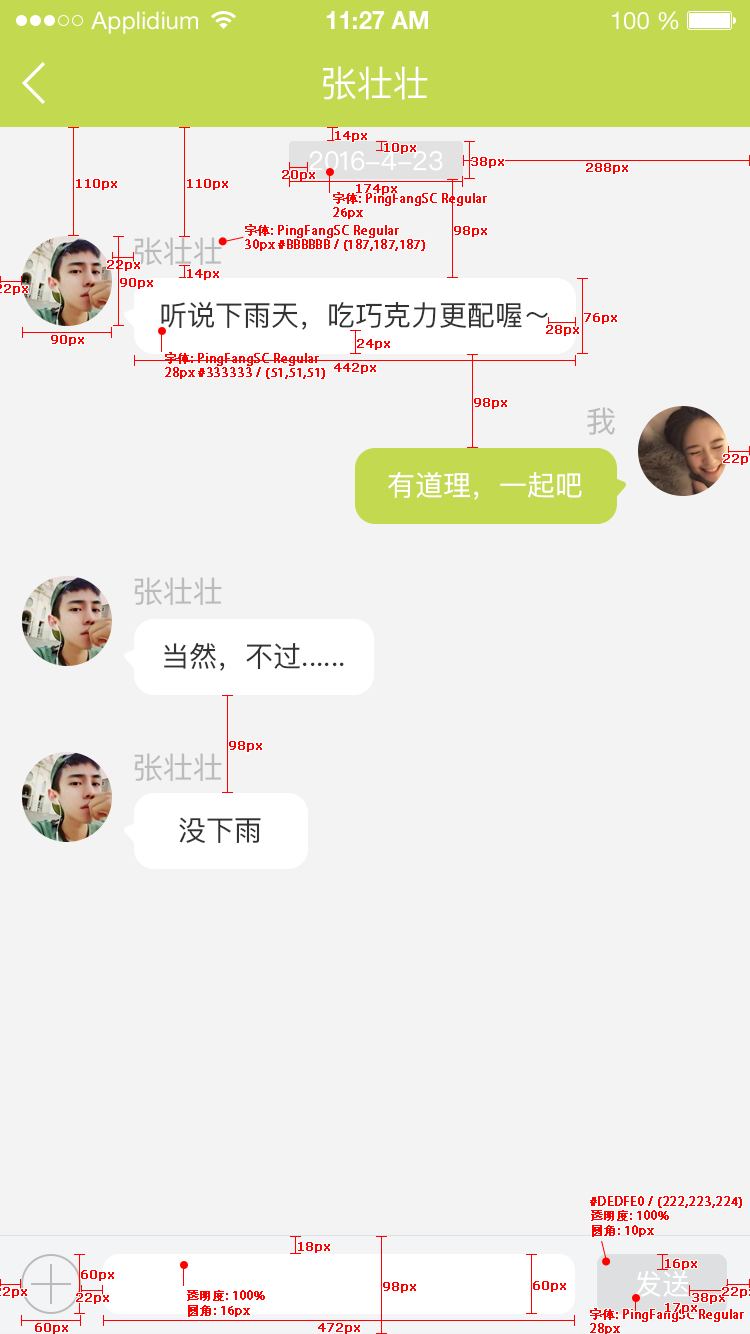 Applidium
11:27 AM
100 %
张壮壮
14px
10px
2016-4-23
38px
288px
20px
174px
110px
110px
字体: PingFangSC Regular
26px
98px
字体: PingFangSC Regular
30px #BBBBBB / (187,187,187)
张壮壮
22px
14px
90px
22px
听说下雨天，吃巧克力更配喔～
76px
28px
90px
24px
字体: PingFangSC Regular
28px #333333 / (51,51,51)
442px
98px
我
22p
有道理，一起吧
张壮壮
当然，不过......
98px
张壮壮
没下雨
#DEDFE0 / (222,223,224)
透明度: 100%
圆角: 10px
18px
16px
60px
98px
60px
发送
22px
22px
38px
22p
透明度: 100%
圆角: 16px
17px
字体: PingFangSC Regular
28px
60px
472px